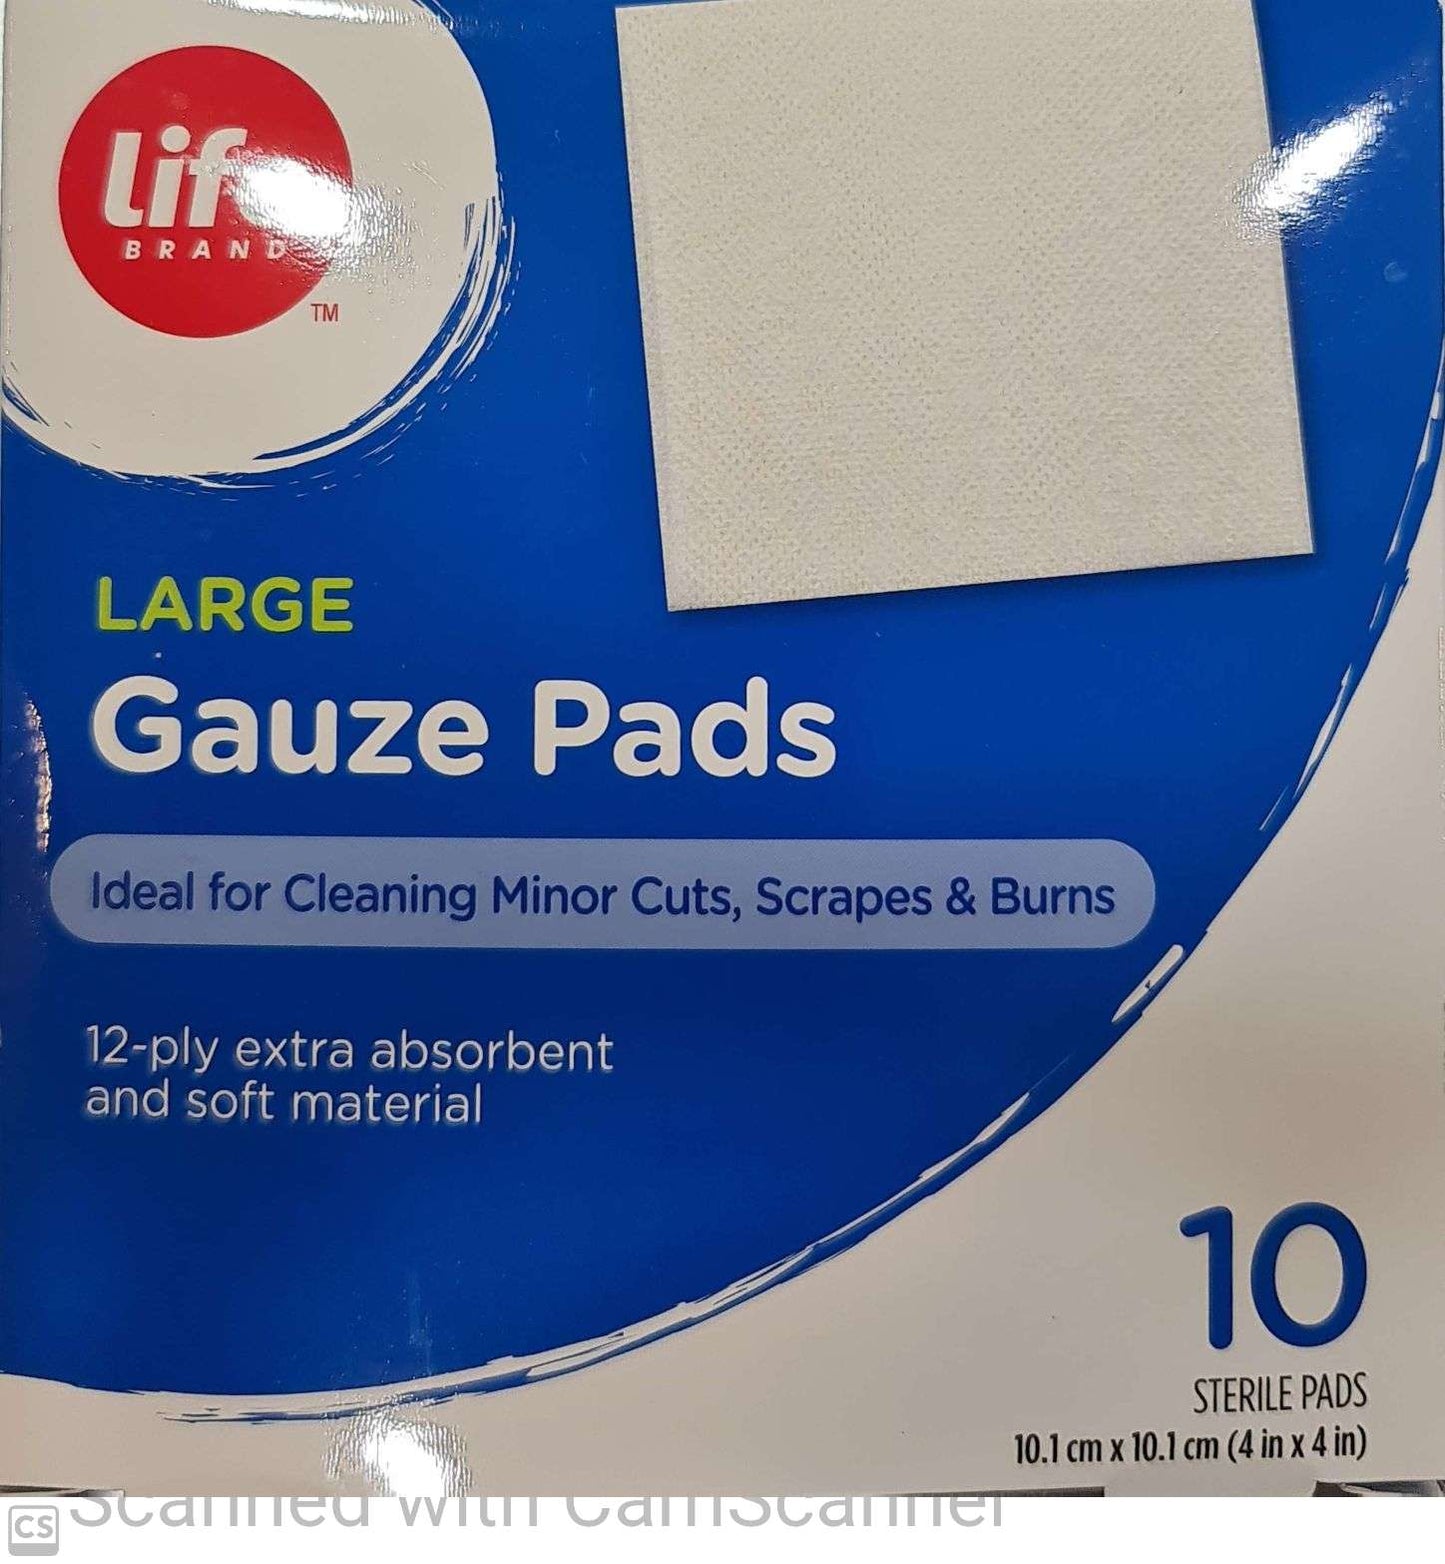 Life
BRAND
TM
LARGE
Gauze Pads
Ideal for Cleaning Minor Cuts, Scrapes & Burns
12-ply extra absorbent
and soft material
10
STERILE PADS
10.1 cm x 10.1 cm (4 in x 4 in)
CS Scanned with CamScanner